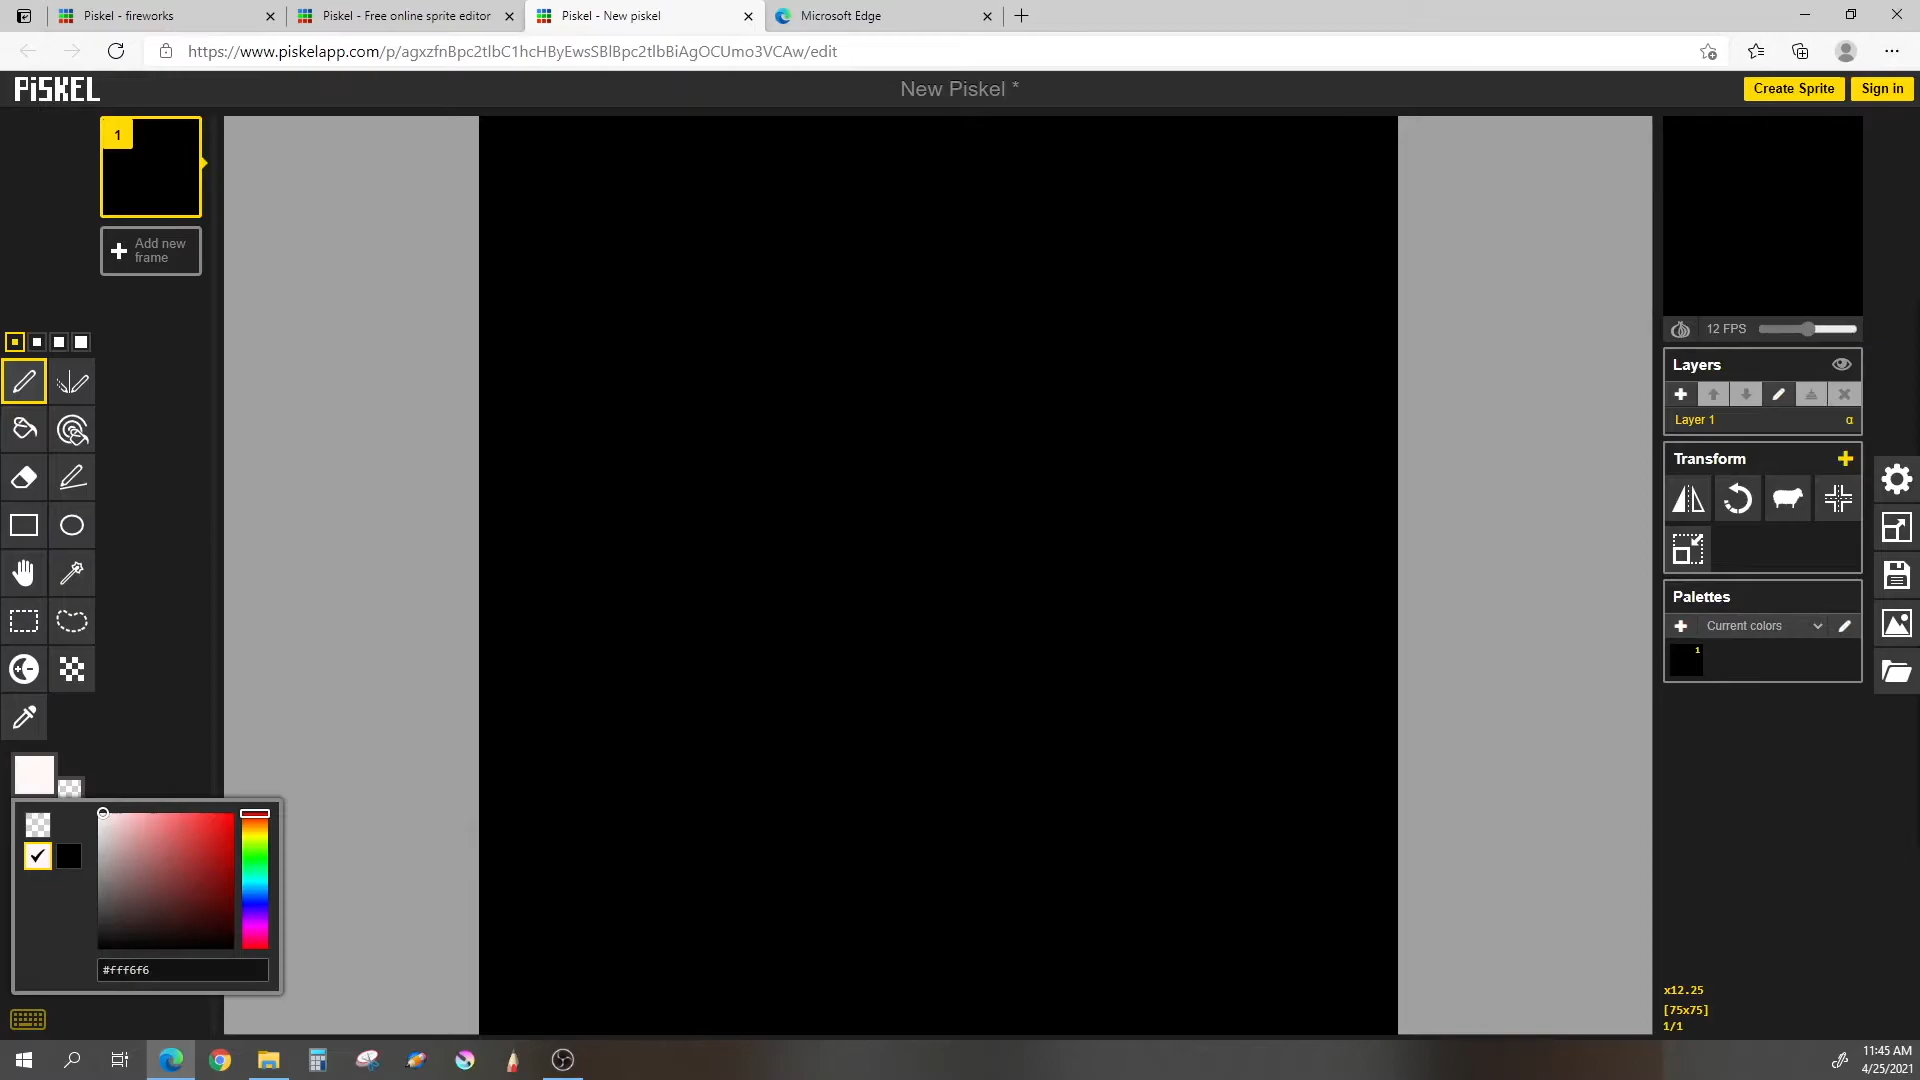 Piskel - fireworks
Piskel - Free online sprite editor
Piskel - New piskel
Microsoft Edge
https://www.piskelapp.com/p/agxzfnBpc2tlbC1hcHByEwsSBlBpc2tlbBiAgOCUmo3VCAw/edit
PiSKEL
New Piskel *
Create Sprite
Sign in
1
Add new
frame
12 FPS
Layers
Layer 1
α
Transform
Palettes
Current colors
1
#fff6f6
x12.25
[75x75]
1/1
11:45 AM
4/25/2021